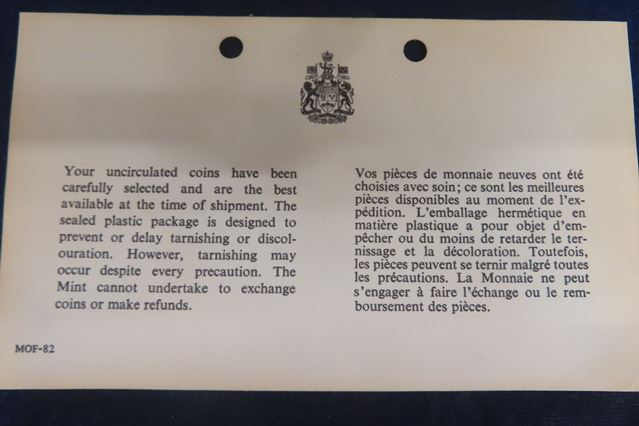 Your uncirculated coins have been
carefully selected and are the best
available at the time of shipment. The
sealed plastic package is designed to
prevent or delay tarnishing or discol-
ouration. However, tarnishing may
occur despite every precaution. The
Mint cannot undertake to exchange
coins or make refunds.
Vos pièces de monnaie neuves ont été
choisies avec soin; ce sont les meilleures
pièces disponibles au moment de l'ex-
pédition. L'emballage hermétique en
matière plastique a pour objet d'em-
pêcher ou du moins de retarder le ter-
nissage et la décoloration. Toutefois,
les pièces peuvent se ternir malgré toutes
les précautions. La Monnaie ne peut
s'engager à faire l'échange ou le rem-
boursement des pièces.
MOF-82